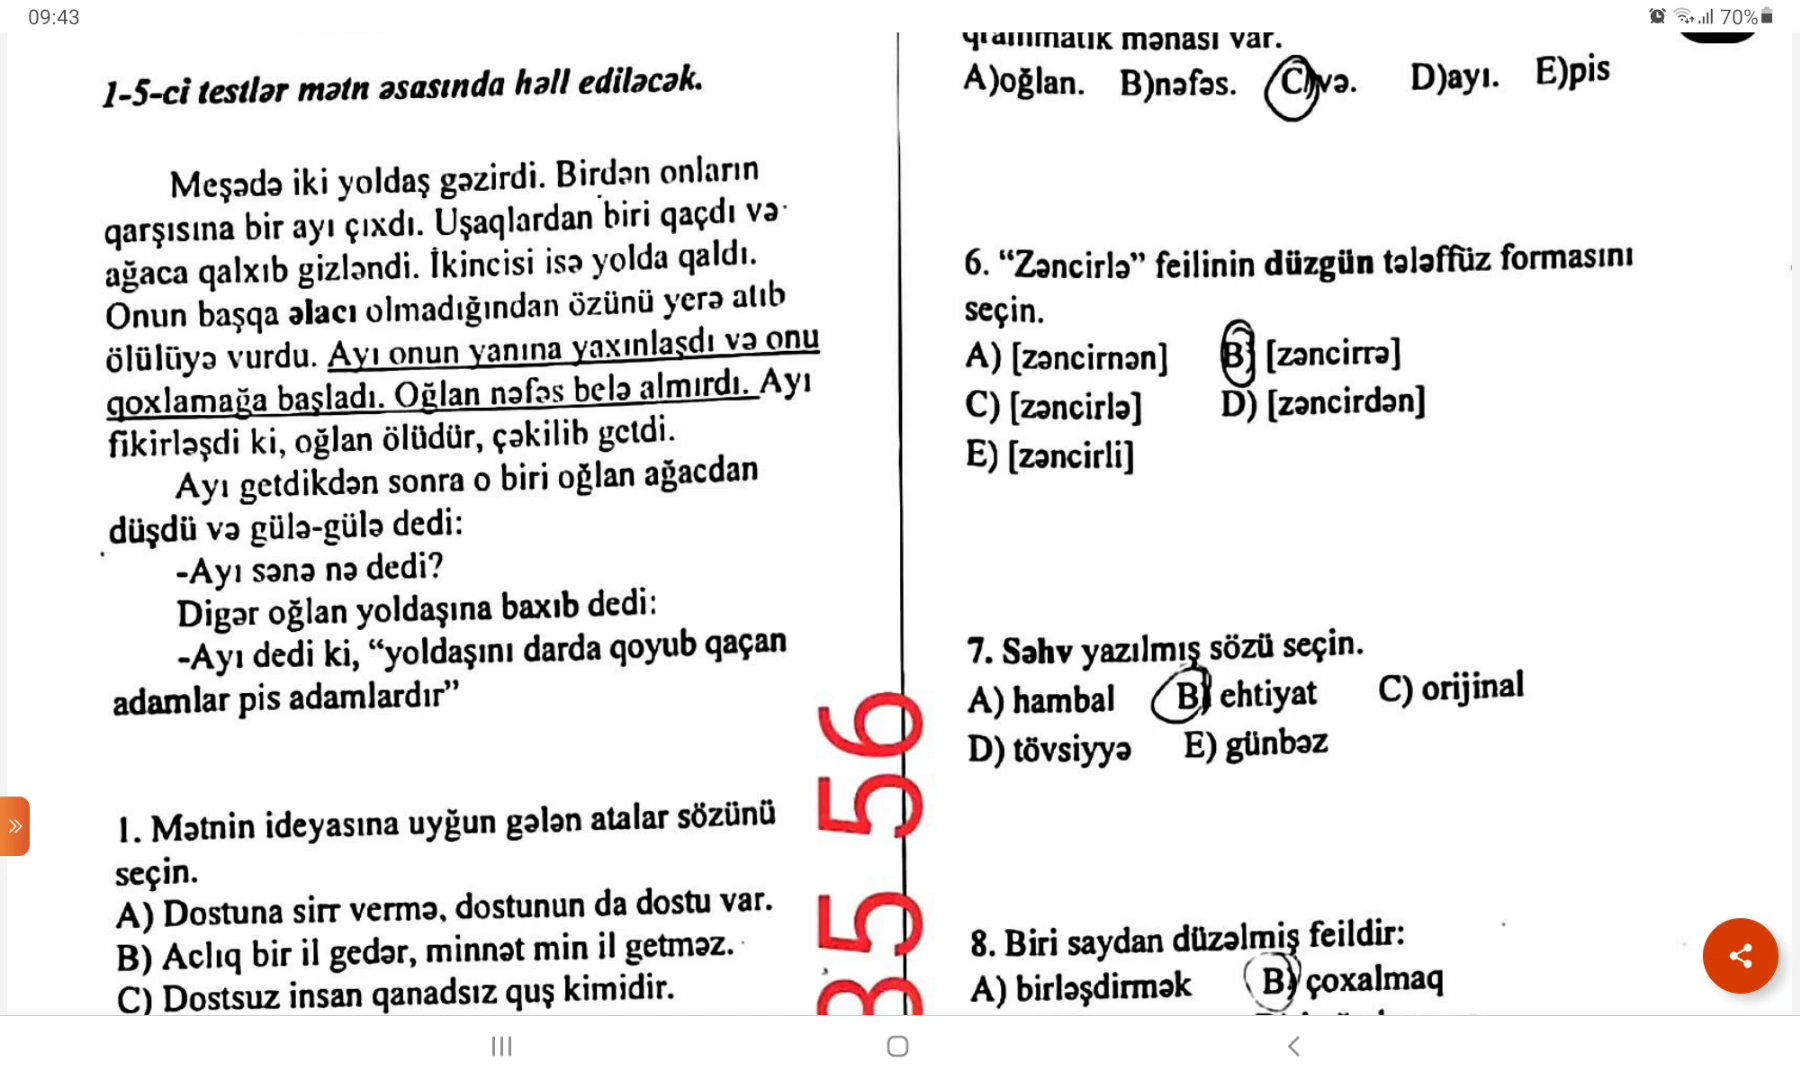 09:43
70%
1-5-ci testlər mətn əsasında həll ediləcək.
Meşədə iki yoldaş gəzirdi. Birdən onların
qarşısına bir ayı çıxdı. Uşaqlardan biri qaçdı və
ağaca qalxıb gizləndi. İkincisi isə yolda qaldı.
Onun başqa əlacı olmadığından özünü yerə atıb
ölülüyə vurdu. Ayı onun yanına yaxınlaşdı və onu
qoxlamağa başladı. Oğlan nəfəs belə almırdı. Ayı
fikirləşdi ki, oğlan ölüdür, çəkilib getdi.
Ayı getdikdən sonra o biri oğlan ağacdan
düşdü və gülə-gülə dedi:
-Ayı sənə nə dedi?
Digər oğlan yoldaşına baxıb dedi:
-Ayı dedi ki, “yoldaşını darda qoyub qaçan
adamlar pis adamlardır”
1. Mətnin ideyasına uyğun gələn atalar sözünü
seçin.
A) Dostuna sirr vermə, dostunun da dostu var.
B) Aclıq bir il gedər, minnət min il getməz.
C) Dostsuz insan qanadsız quş kimidir.
35 56
qrammatik mənası var.
A)oğlan. B)nəfəs. C)və. D)ayı. E)pis
6. “Zəncirlə” feilinin düzgün tələffüz formasını
seçin.
A) [zəncirnən] B) [zəncirrə]
C) [zəncirlə] D) [zəncirdən]
E) [zəncirli]
7. Səhv yazılmış sözü seçin.
A) hambal B) ehtiyat C) orijinal
D) tövsiyyə E) günbəz
8. Biri saydan düzəlmiş feildir:
A) birləşdirmək B) çoxalmaq